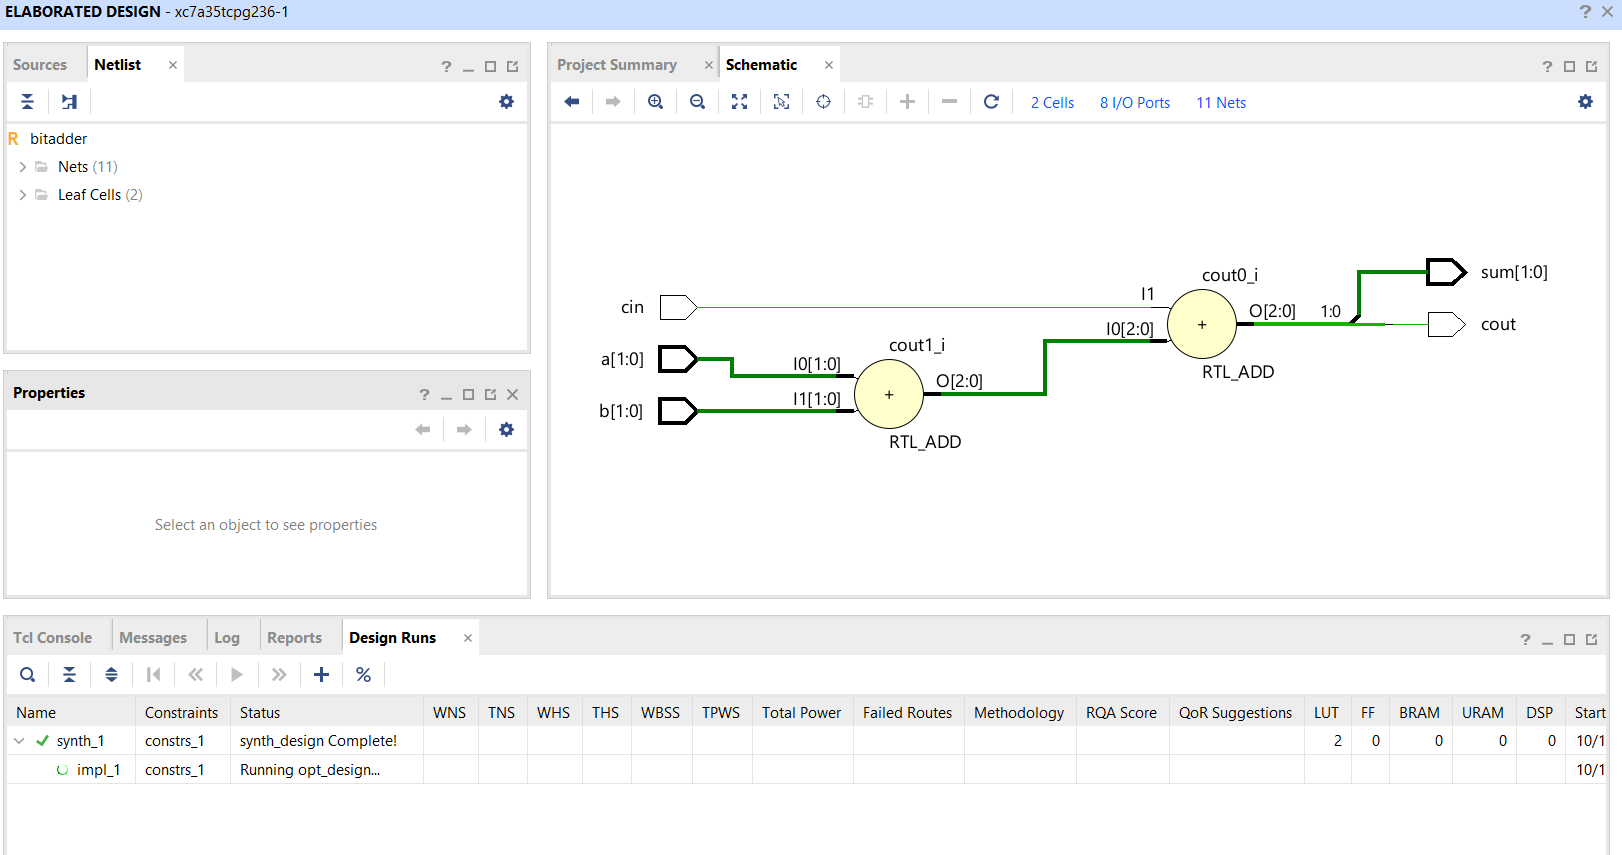 ELABORATED DESIGN - xc7a35tcpg236-1
? ×
Sources Netlist ×
? _
bitadder
Nets (11)
Leaf Cells (2)
Properties
? _ ×
Select an object to see properties
Project Summary × Schematic ×
?
2 Cells 8 I/O Ports 11 Nets
cin
a[1:0]
b[1:0]
I0[1:0]
I1[1:0]
cout1_i
+
O[2:0]
RTL_ADD
I1
I0[2:0]
cout0_i
+
O[2:0]
1:0
RTL_ADD
sum[1:0]
cout
Tcl Console Messages Log Reports Design Runs ×
? _
%
Name Constraints Status WNS TNS WHS THS WBSS TPWS Total Power Failed Routes Methodology RQA Score QoR Suggestions LUT FF BRAM URAM DSP Start
synth_1 constrs_1 synth_design Complete! 2 0 0 0 0 10/1
impl_1 constrs_1 Running opt_design... 10/1